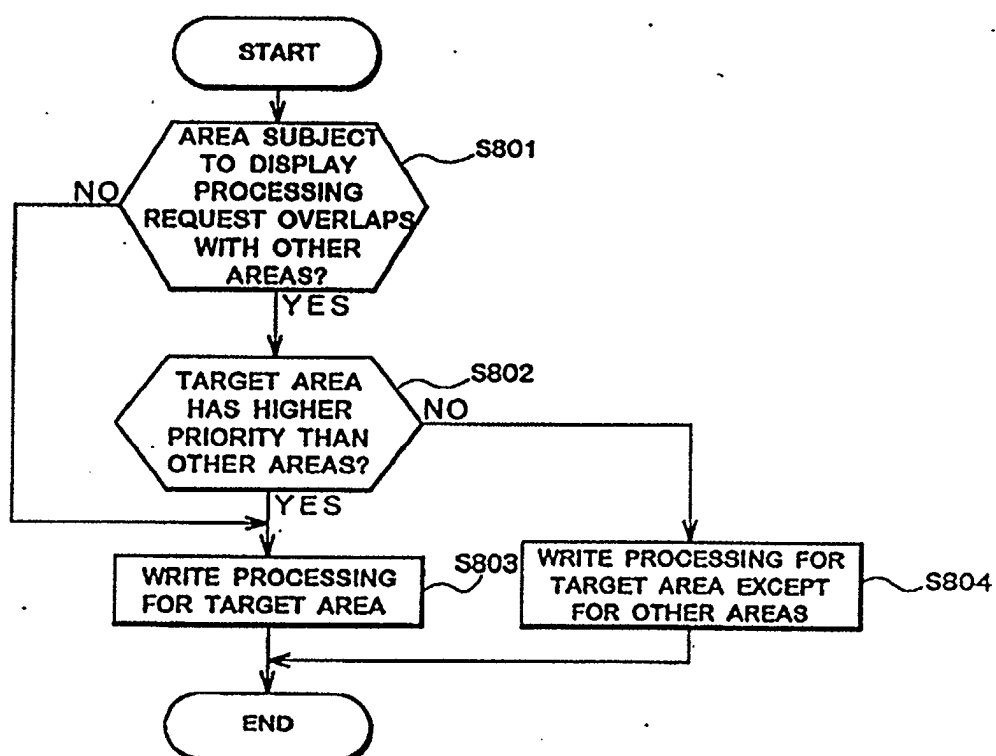 START
AREA SUBJECT
TO DISPLAY
PROCESSING
REQUEST OVERLAPS
WITH OTHER
AREAS?
S801
NO
YES
TARGET AREA
HAS HIGHER
PRIORITY THAN
OTHER AREAS?
S802
NO
YES
WRITE PROCESSING
FOR TARGET AREA
S803
WRITE PROCESSING FOR
TARGET AREA EXCEPT
FOR OTHER AREAS
S804
END